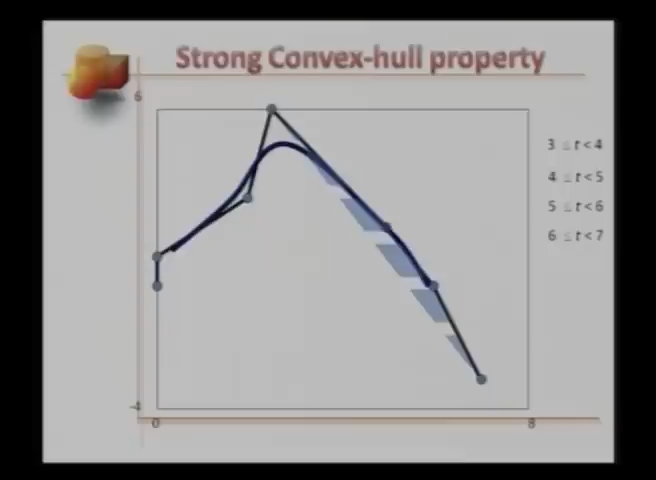 Strong Convex-hull property
6
3 ≤ t < 4
4 ≤ t < 5
5 ≤ t < 6
6 ≤ t < 7
-4
0
8